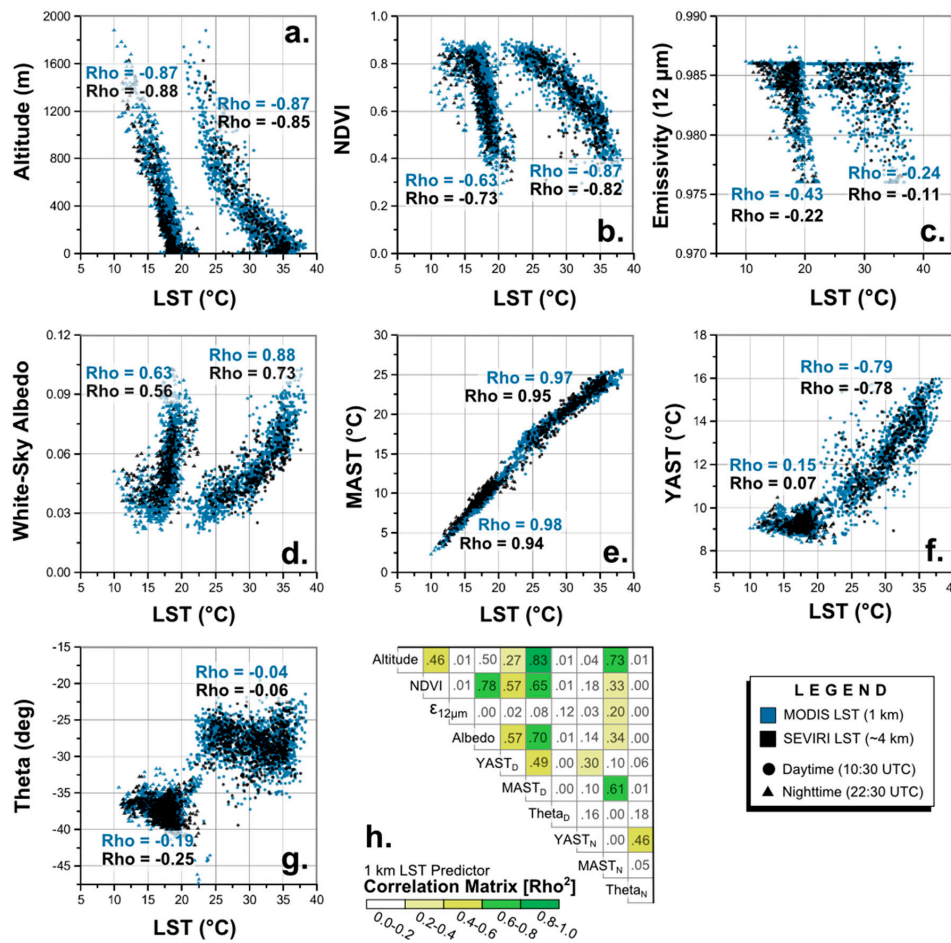 2000
1600
1200
800
400
0
Altitude (m)
a.
Rho = -0.87
Rho = -0.88
Rho = -0.87
Rho = -0.85
5 10 15 20 25 30 35 40
LST (°C)
1.0
0.8
0.6
0.4
0.2
0.0
NDVI
Rho = -0.63
Rho = -0.73
Rho = -0.87
Rho = -0.82
b.
5 10 15 20 25 30 35 40
LST (°C)
0.990
0.985
0.980
0.975
0.970
Emissivity (12 µm)
Rho = -0.43
Rho = -0.22
Rho = -0.24
Rho = -0.11
c.
5 10 15 20 25 30 35 40
LST (°C)
0.12
0.09
0.06
0.03
0.00
White-Sky Albedo
Rho = 0.63
Rho = 0.56
Rho = 0.88
Rho = 0.73
d.
5 10 15 20 25 30 35 40
LST (°C)
30
25
20
15
10
5
0
MAST (°C)
Rho = 0.97
Rho = 0.95
Rho = 0.98
Rho = 0.94
e.
5 10 15 20 25 30 35 40
LST (°C)
18
16
14
12
10
8
YAST (°C)
Rho = -0.79
Rho = -0.78
Rho = 0.15
Rho = 0.07
f.
5 10 15 20 25 30 35 40
LST (°C)
-15
-20
-25
-30
-35
-40
-45
Theta (deg)
Rho = -0.04
Rho = -0.06
Rho = -0.19
Rho = -0.25
g.
5 10 15 20 25 30 35 40
LST (°C)
Altitude .46 .01 .50 .27 .83 .01 .04 .73 .01
NDVI .01 .78 .57 .65 .01 .18 .33 .00
ε12µm .00 .02 .08 .12 .03 .20 .00
Albedo .57 .70 .01 .14 .34 .00
YASTD .49 .00 .30 .10 .06
MASTD .00 .10 .61 .01
ThetaD .16 .00 .18
YASTN .00 .46
MASTN .05
ThetaN
h.
1 km LST Predictor
Correlation Matrix [Rho²]
0.0-0.2 0.2-0.4 0.4-0.6 0.6-0.8 0.8-1.0
LEGEND
MODIS LST (1 km)
SEVIRI LST (~4 km)
Daytime (10:30 UTC)
Nighttime (22:30 UTC)